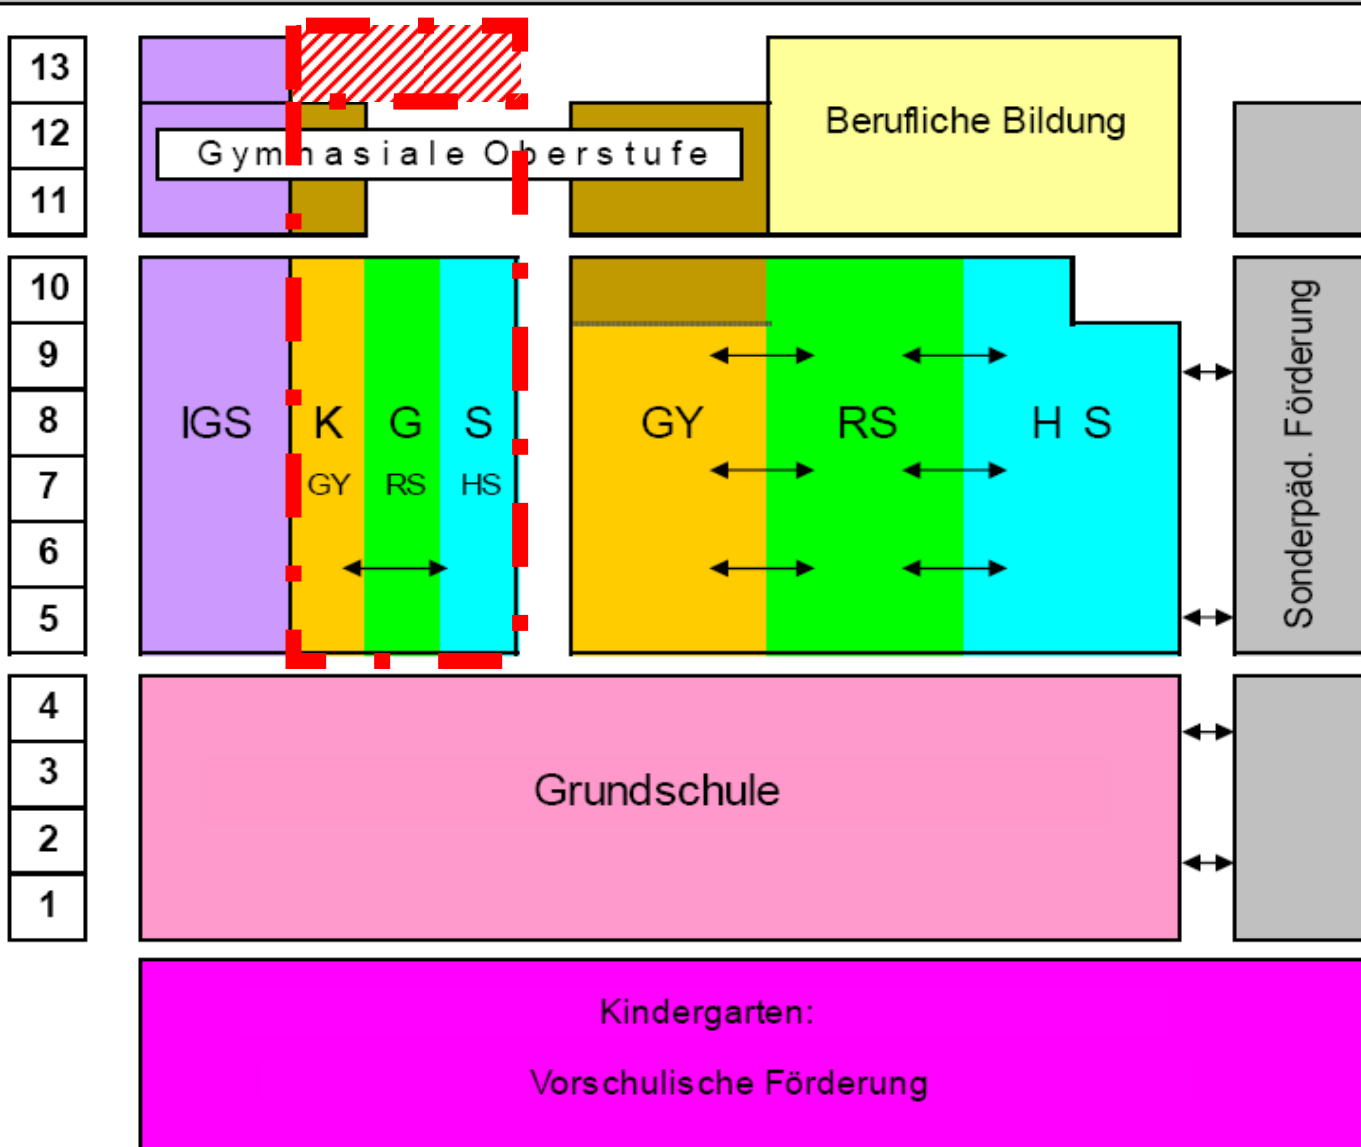 13
12
11
Berufliche Bildung
Gymnasiale Oberstufe
10
9
8
7
6
5
IGS
K G S
GY RS HS
GY
RS
H S
Sonderpäd. Förderung
4
3
2
1
Grundschule
Kindergarten:
Vorschulische Förderung